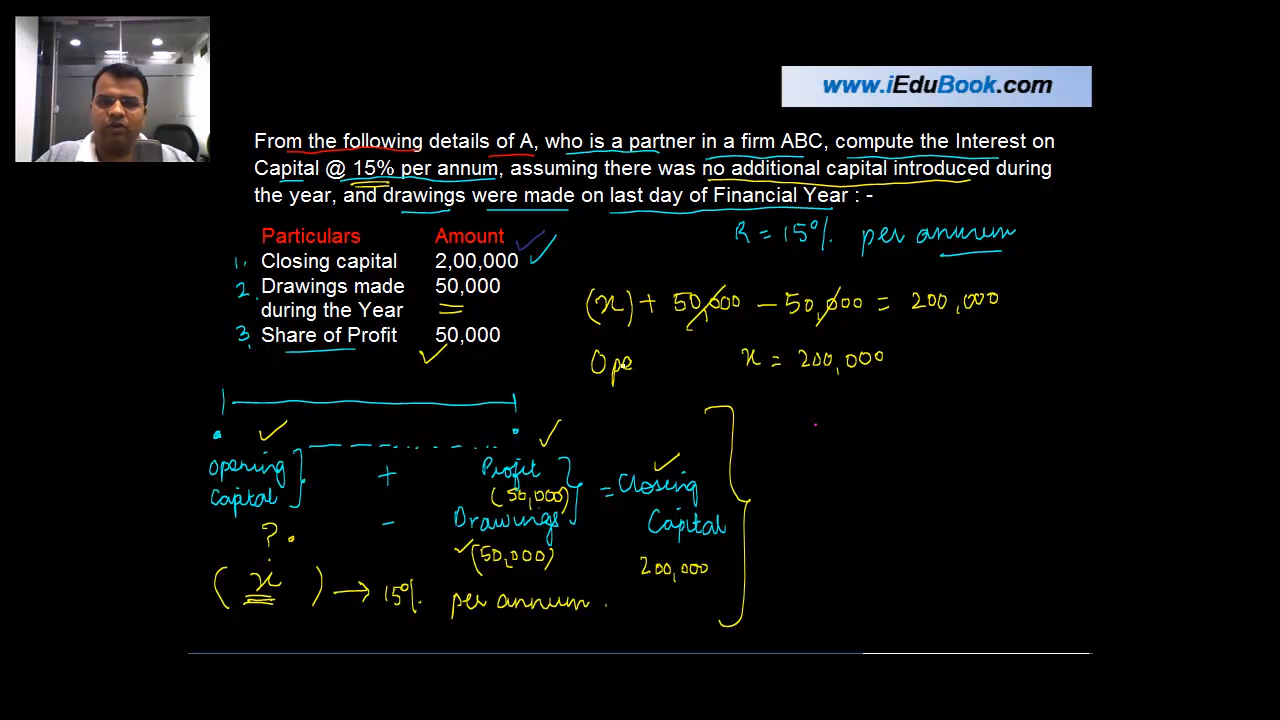 www.iEduBook.com
From the following details of A, who is a partner in a firm ABC, compute the Interest on
Capital @ 15% per annum, assuming there was no additional capital introduced during
the year, and drawings were made on last day of Financial Year : -
R = 15% per annum
Particulars Amount
1. Closing capital 2,00,000
2. Drawings made 50,000
during the Year
3. Share of Profit 50,000
(x) + 50,000 – 50,000 = 200,000
Ope x = 200,000
Opening + Profit = Closing
Capital (50,000) Capital
- Drawings 200,000
? (50,000)
(x) → 15% per annum.